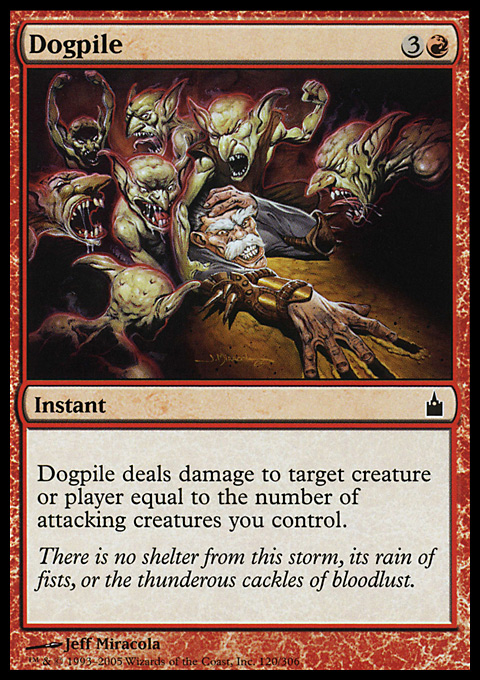 Dogpile 3
Instant
Dogpile deals damage to target creature
or player equal to the number of
attacking creatures you control.
There is no shelter from this storm, its rain of
fists, or the thunderous cackles of bloodlust.
Jeff Miracola
™ & © 1993–2005 Wizards of the Coast, Inc. 120/306